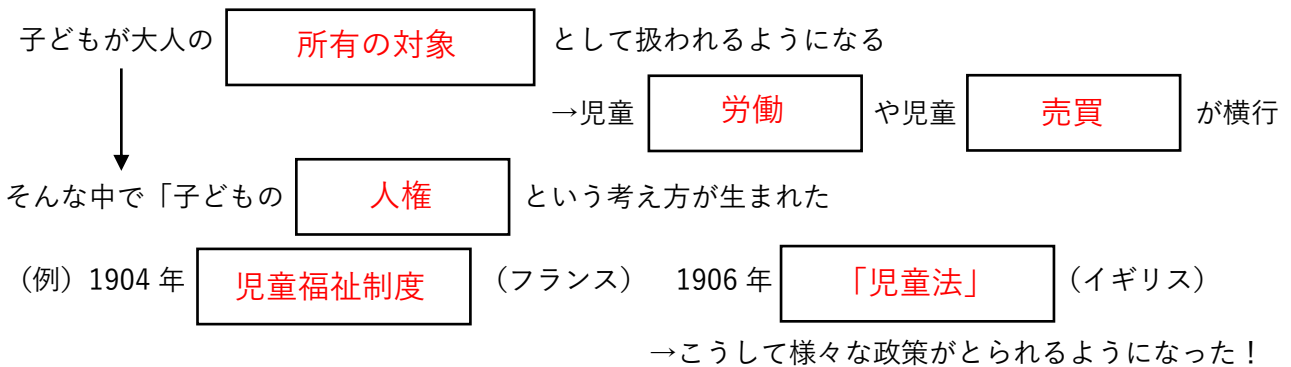 子どもが大人の 所有の対象 として扱われるようになる
→児童 労働 や児童 売買 が横行
そんな中で「子どもの 人権 という考え方が生まれた
（例）1904 年 児童福祉制度 （フランス） 1906 年 「児童法」 （イギリス）
→こうして様々な政策がとられるようになった！